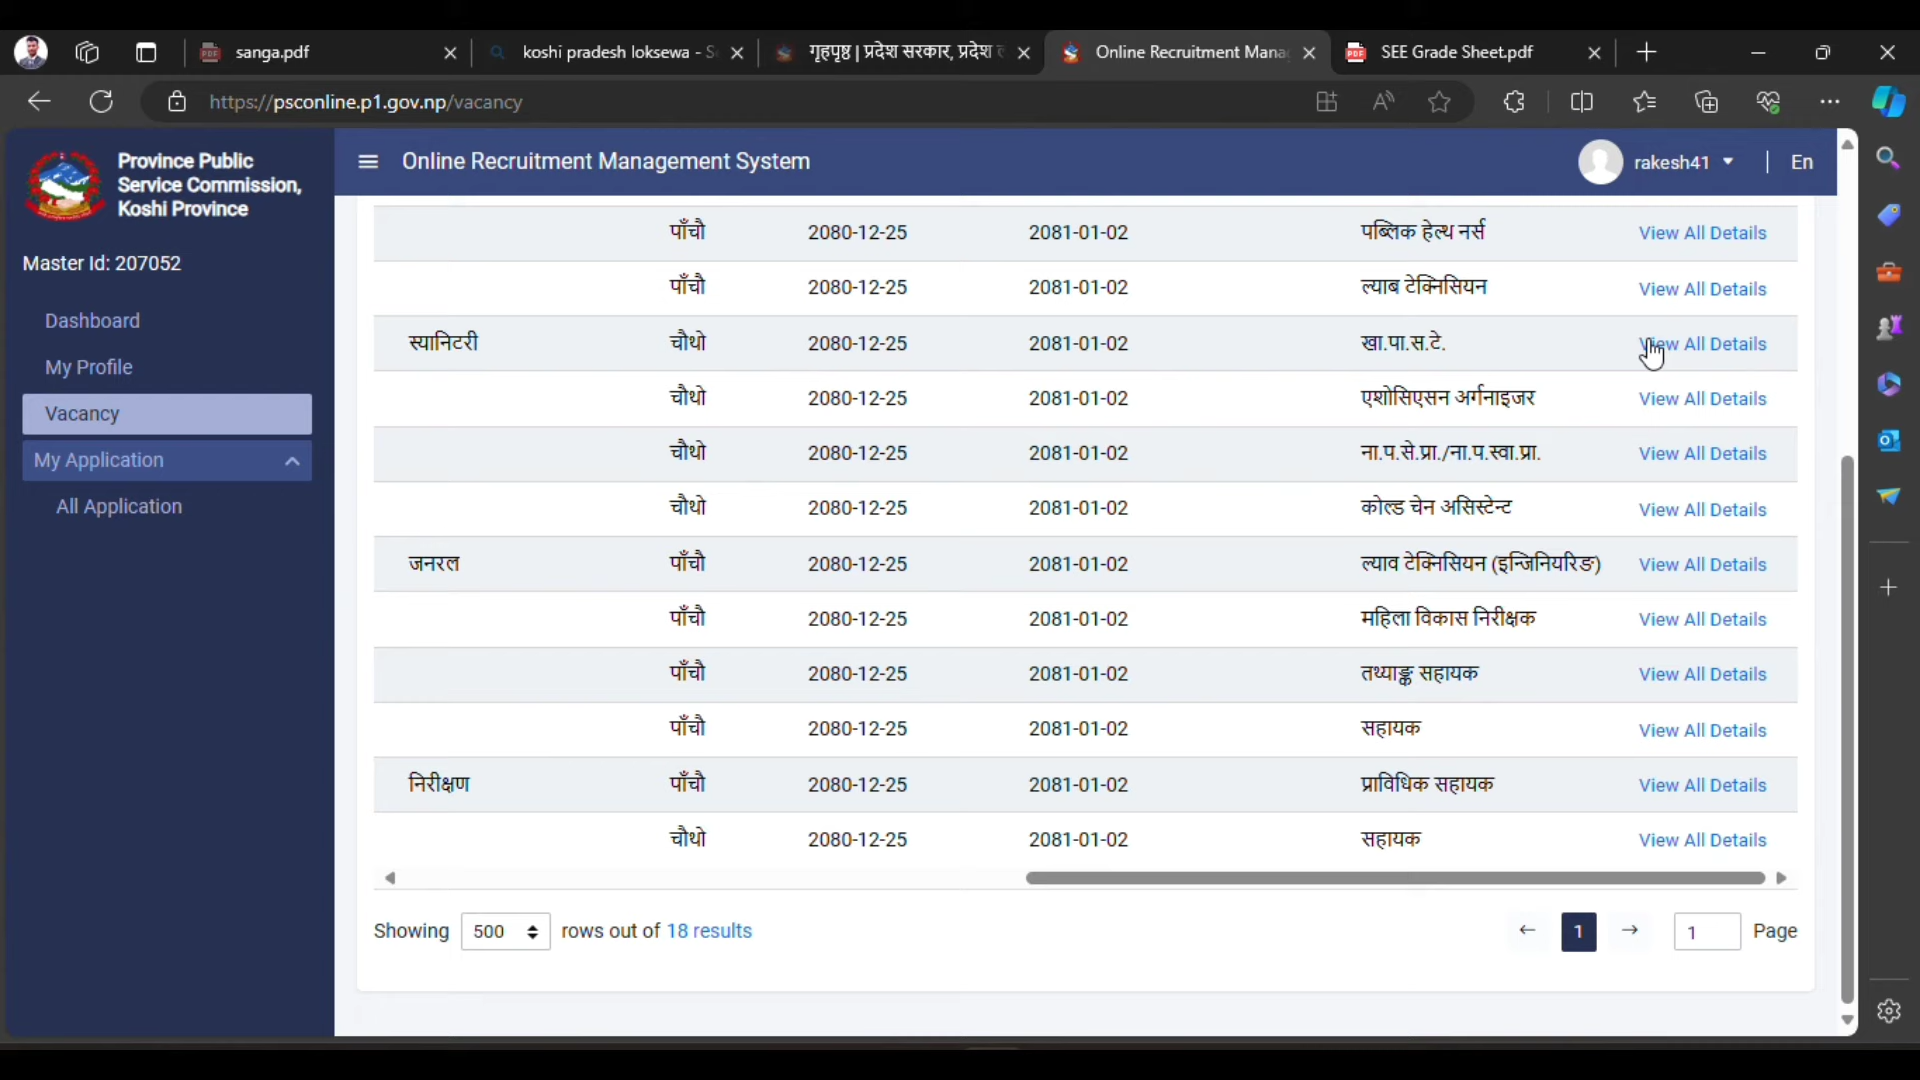 sanga.pdf
koshi pradesh loksewa - S
गृहपृष्ठ | प्रदेश सरकार, प्रदेश
Online Recruitment Mana
SEE Grade Sheet.pdf
https://psconline.p1.gov.np/vacancy
Province Public
Service Commission,
Koshi Province
Online Recruitment Management System
rakesh41
En
Master Id: 207052
Dashboard
My Profile
Vacancy
My Application
All Application
पाँचौ 2080-12-25 2081-01-02 पब्लिक हेल्थ नर्स View All Details
पाँचौ 2080-12-25 2081-01-02 ल्याब टेक्निसियन View All Details
स्यानिटरी चौथो 2080-12-25 2081-01-02 खा.पा.स.टे. View All Details
चौथो 2080-12-25 2081-01-02 एशोसिएसन अर्गनाइजर View All Details
चौथो 2080-12-25 2081-01-02 ना.प.से.प्रा./ना.प.स्वा.प्रा. View All Details
चौथो 2080-12-25 2081-01-02 कोल्ड चेन असिस्टेन्ट View All Details
जनरल पाँचौ 2080-12-25 2081-01-02 ल्याव टेक्निसियन (इन्जिनियरिङ) View All Details
पाँचौ 2080-12-25 2081-01-02 महिला विकास निरीक्षक View All Details
पाँचौ 2080-12-25 2081-01-02 तथ्याङ्क सहायक View All Details
पाँचौ 2080-12-25 2081-01-02 सहायक View All Details
निरीक्षण पाँचौ 2080-12-25 2081-01-02 प्राविधिक सहायक View All Details
चौथो 2080-12-25 2081-01-02 सहायक View All Details
Showing 500 rows out of 18 results
1 1 Page